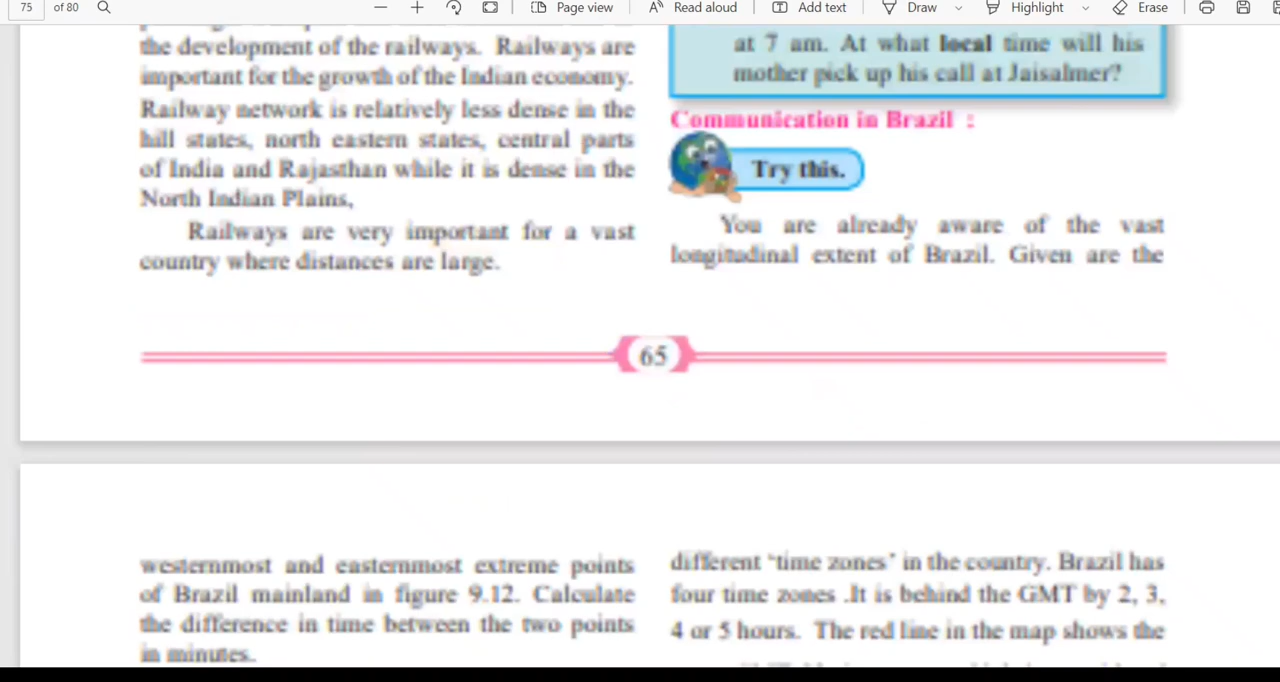 75
of 80
Page view
Read aloud
Add text
Draw
Highlight
Erase
the development of the railways. Railways are
important for the growth of the Indian economy.
Railway network is relatively less dense in the
hill states, north eastern states, central parts
of India and Rajasthan while it is dense in the
North Indian Plains,
Railways are very important for a vast
country where distances are large.
at 7 am. At what local time will his
mother pick up his call at Jaisalmer?
Communication in Brazil :
Try this.
You are already aware of the vast
longitudinal extent of Brazil. Given are the
65
westernmost and easternmost extreme points
of Brazil mainland in figure 9.12. Calculate
the difference in time between the two points
in minutes.
different "time zones" in the country. Brazil has
four time zones .It is behind the GMT by 2, 3,
4 or 5 hours. The red line in the map shows the